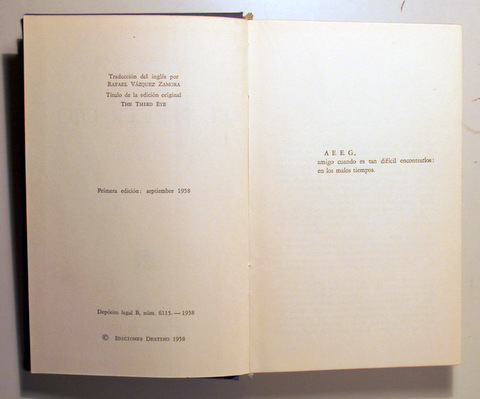 Traducción del inglés por
RAFAEL VÁZQUEZ ZAMORA
Título de la edición original
THE THIRD EYE
Primera edición: septiembre 1958
Depósito legal B, núm. 6115.—1958
© EDICIONES DESTINO 1958
A E. E. G.,
amigo cuando es tan difícil encontrarlos:
en los malos tiempos.